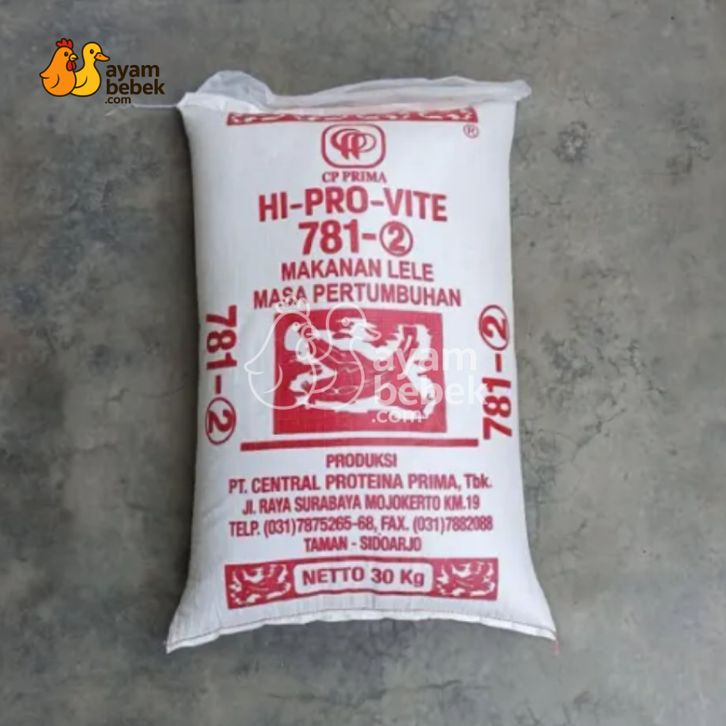 ayam
bebek
.com
®
CP PRIMA
HI-PRO-VITE
781-②
MAKANAN LELE
MASA PERTUMBUHAN
781-②
781-②
ayam
bebek
.com
PRODUKSI
PT. CENTRAL PROTEINA PRIMA, Tbk.
Jl. RAYA SURABAYA MOJOKERTO KM.19
TELP. (031)7875265-68, FAX. (031)7882088
TAMAN - SIDOARJO
NETTO 30 Kg